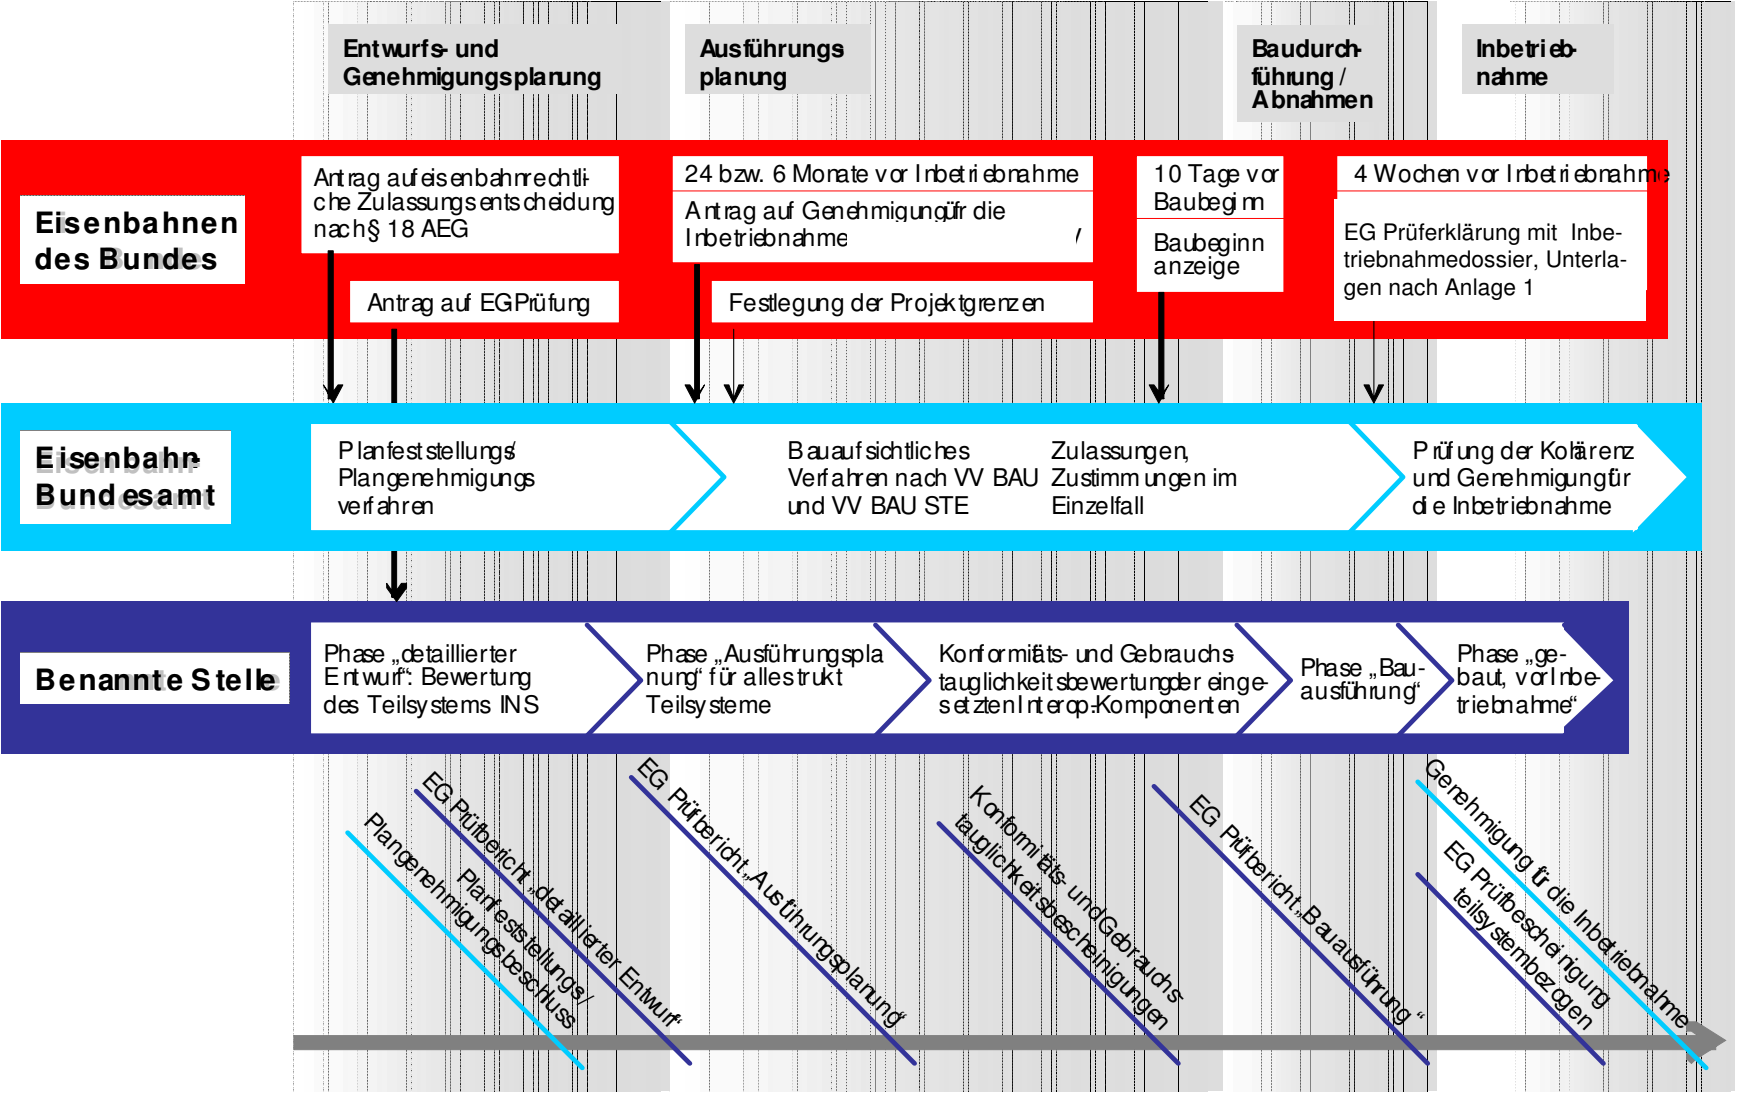 Entwurfs- und
Genehmigungsplanung
Ausführungs
planung
Baudurch-
führung /
Abnahmen
Inbetrieb-
nahme
Eisenbahnen
des Bundes
Antrag auf eisenbahnrechtli-
che Zulassungsentscheidung
nach § 18 AEG
Antrag auf EG-Prüfung
24 bzw. 6 Monate vor Inbetriebnahme
Antrag auf Genehmigung für die
Inbetriebnahme /
Festlegung der Projektgrenzen
10 Tage vor
Baubeginn
Baubeginn
anzeige
4 Wochen vor Inbetriebnahme
EG Prüferklärung mit Inbe-
triebnahmedossier, Unterla-
gen nach Anlage 1
Eisenbahn-
Bundesamt
Planfeststellungs/
Plangenehmigungs
verfahren
Bauaufsichtliches
Verfahren nach VV BAU
und VV BAU STE
Zulassungen,
Zustimmungen im
Einzelfall
Prüfung der Kohärenz
und Genehmigung für
die Inbetriebnahme
Benannte Stelle
Phase „detaillierter
Entwurf“: Bewertung
des Teilsystems INS
Phase „Ausführungspla
nung“ für alle strukt
Teilsysteme
Konformitäts- und Gebrauchs
tauglichkeitsbewertung der einge-
setzten Interop.-Komponenten
Phase „Bau-
ausführung“
Phase „ge-
baut, vor Inbe-
triebnahme“
Planfeststellungs/
Plangenehmigungsbeschluss
EG Prüfbericht „detaillierter Entwurf“
EG Prüfbericht „Ausführungsplanung“
Konformitäts- und Gebrauchs-
tauglichkeitsbescheinigungen
EG Prüfbericht „Bauausführung “
EG Prüfbescheinigung
teilsystembezogen
Genehmigung für die Inbetriebnahme